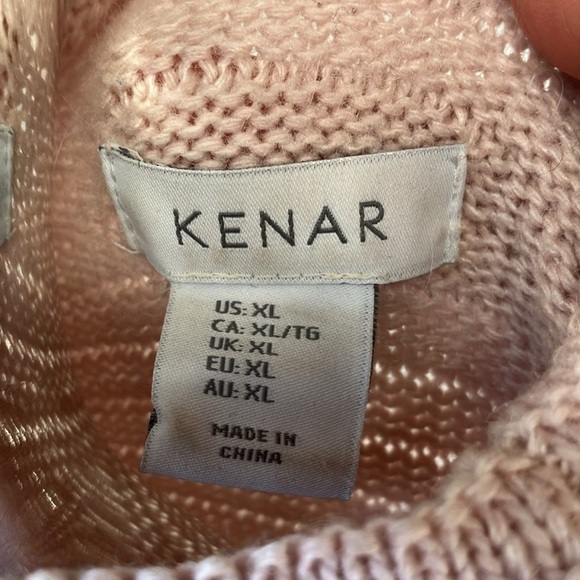 KENAR
US: XL
CA: XL/TG
UK: XL
EU: XL
AU: XL
MADE IN
CHINA